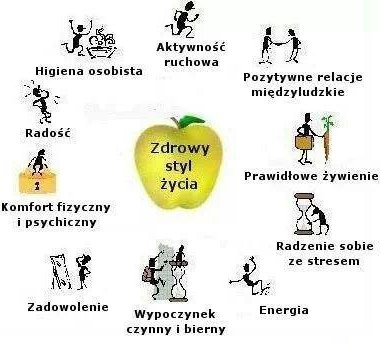 Aktywność
ruchowa
Higiena osobista
Pozytywne relacje
międzyludzkie
Radość
Zdrowy
styl
życia
Prawidłowe żywienie
Komfort fizyczny
i psychiczny
Radzenie sobie
ze stresem
Zadowolenie
Wypoczynek
czynny i bierny
Energia